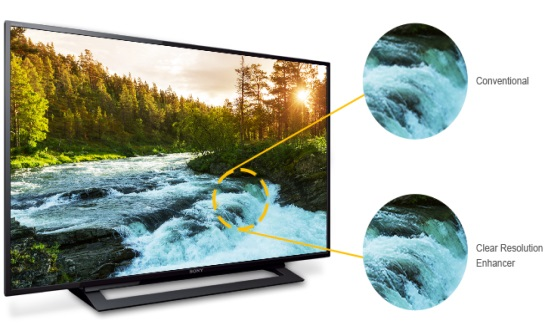 Conventional
SONY
Clear Resolution
Enhancer